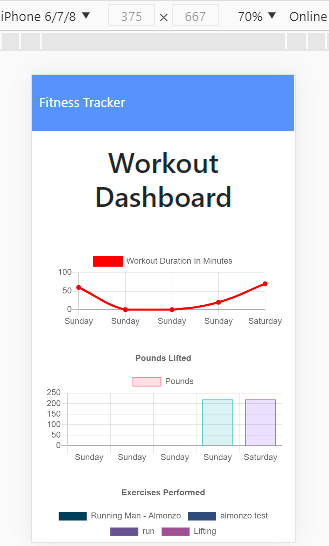 iPhone 6/7/8 ▼ 375 × 667 70% ▼ Online
Fitness Tracker
Workout
Dashboard
Workout Duration In Minutes
100
50
0
Sunday Sunday Sunday Sunday Saturday
Pounds Lifted
Pounds
250
200
150
100
50
0
Sunday Sunday Sunday Sunday Saturday
Exercises Performed
Running Man - Almonzo almonzo test
run Lifting